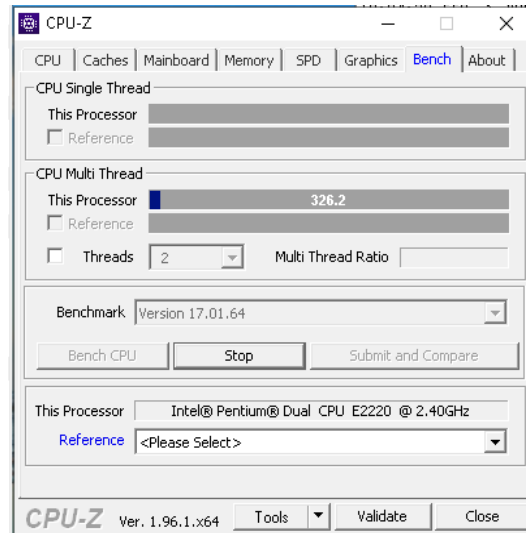 CPU-Z
CPU Caches Mainboard Memory SPD Graphics Bench About
CPU Single Thread
This Processor
Reference
CPU Multi Thread
This Processor 326.2
Reference
Threads 2 Multi Thread Ratio
Benchmark Version 17.01.64
Bench CPU Stop Submit and Compare
This Processor Intel® Pentium® Dual CPU E2220 @ 2.40GHz
Reference <Please Select>
CPU-Z Ver. 1.96.1.x64 Tools Validate Close